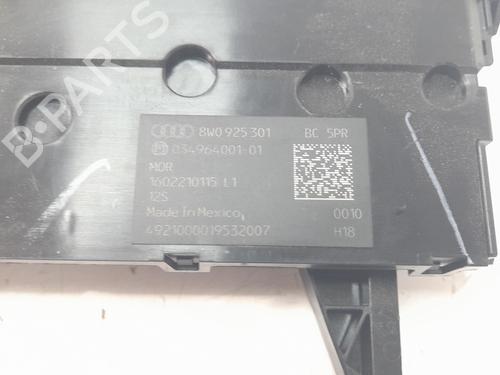 B-PARTS
8W0 925 301 BC 5PR
034964001-01
MOR
1602210115 L1
12S
Made In Mexico, 0010
4921000019532007 H18